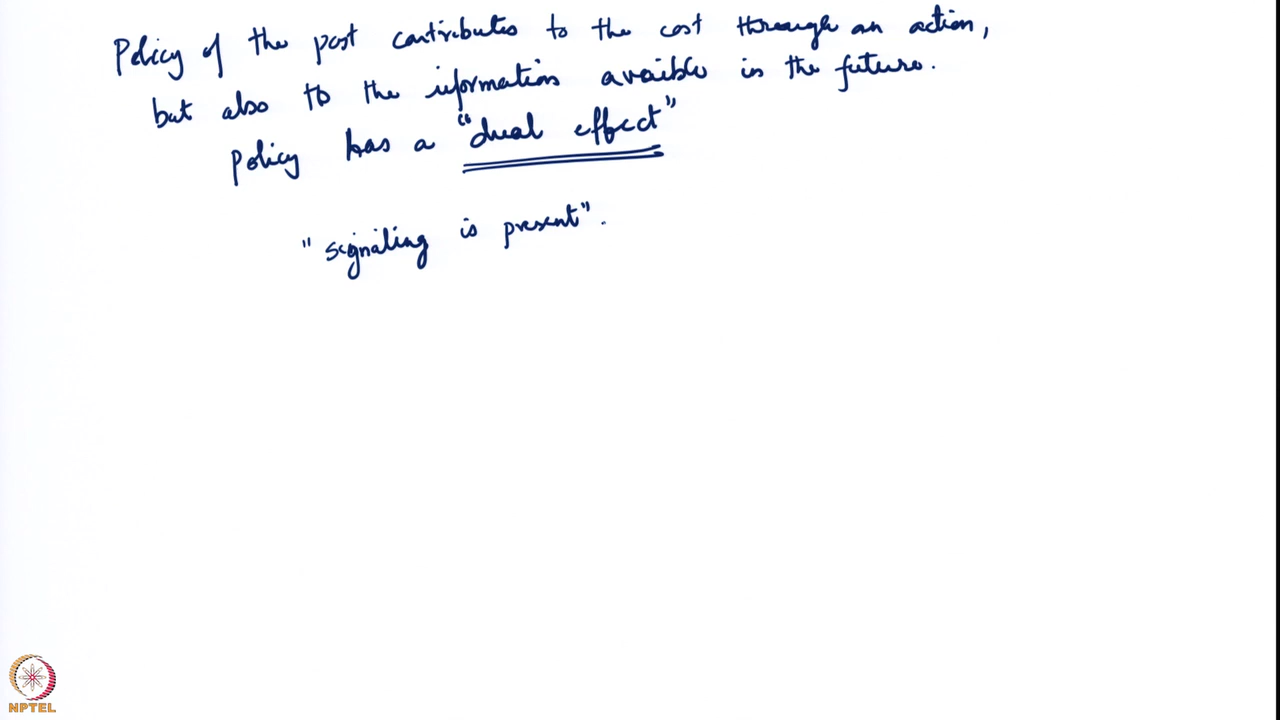 Policy of the past contributes to the cost through an action,
but also to the information avaible in the future.
Policy has a "dual effect"
"signaling is present".
NPTEL